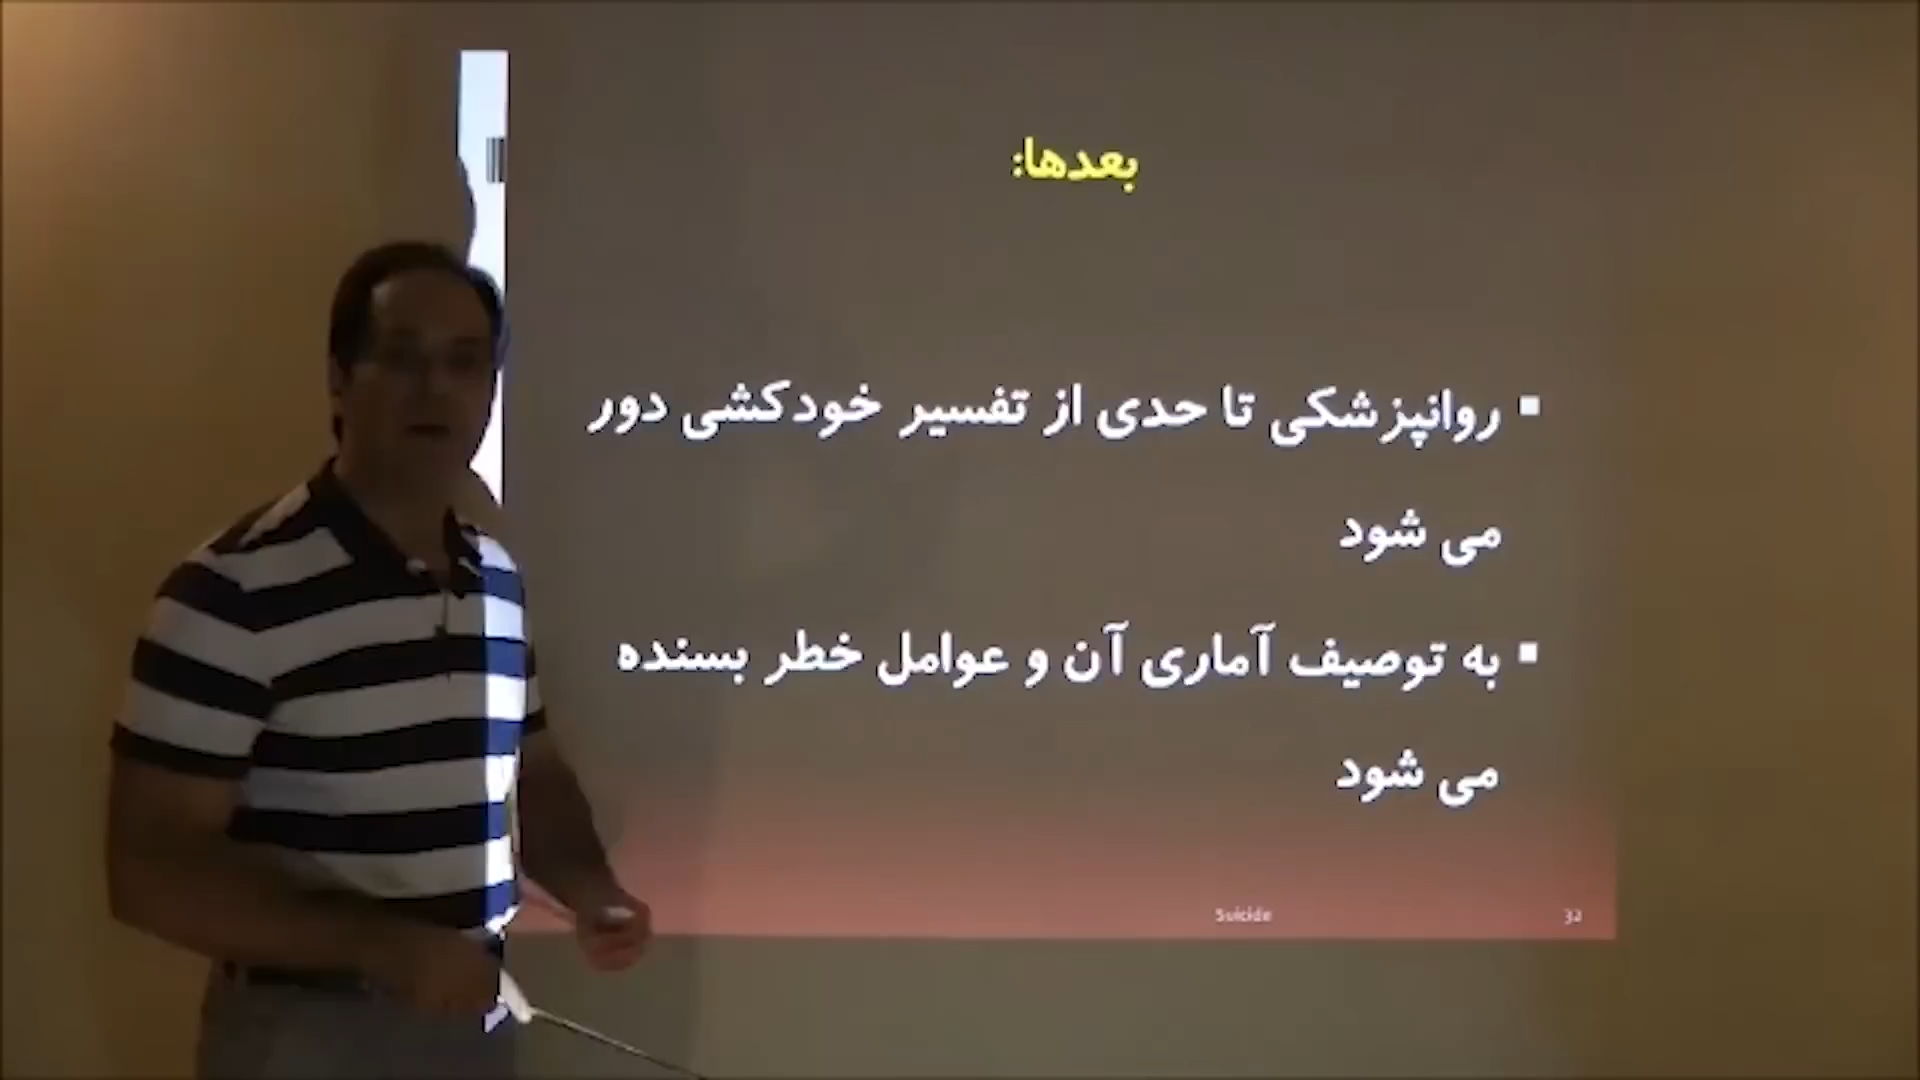 بعدها:
▪ روانپزشکی تا حدی از تفسیر خودکشی دور
می شود
▪ به توصیف آماری آن و عوامل خطر بسنده
می شود
Suicide
32